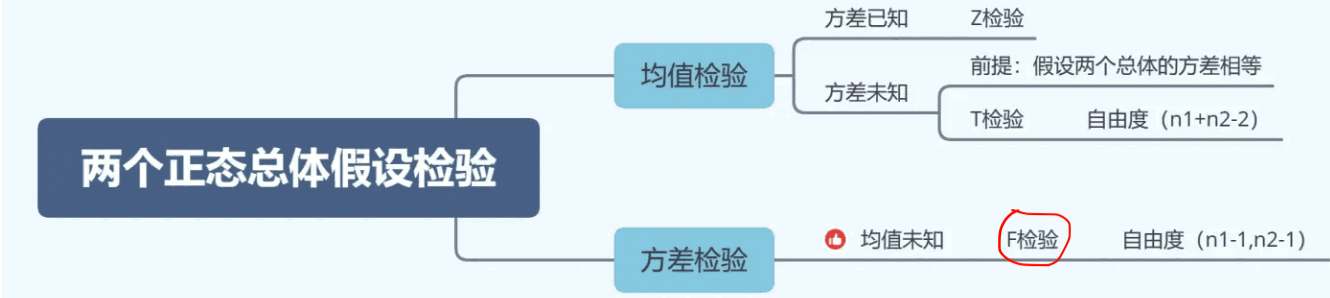 两个正态总体假设检验
均值检验
方差已知 Z检验
方差未知
前提：假设两个总体的方差相等
T检验 自由度（n1+n2-2）
方差检验
均值未知 F检验 自由度（n1-1,n2-1）